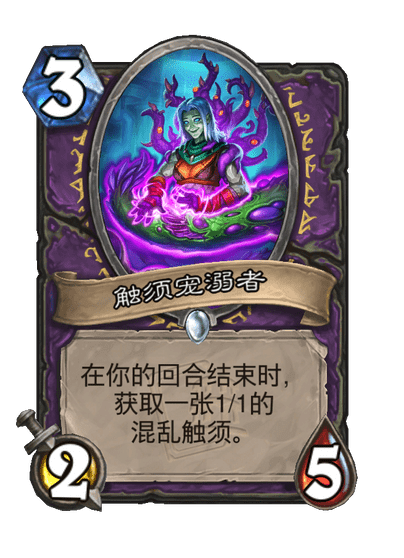 3
触须宠溺者
在你的回合结束时，
获取一张1/1的
混乱触须。
2
5